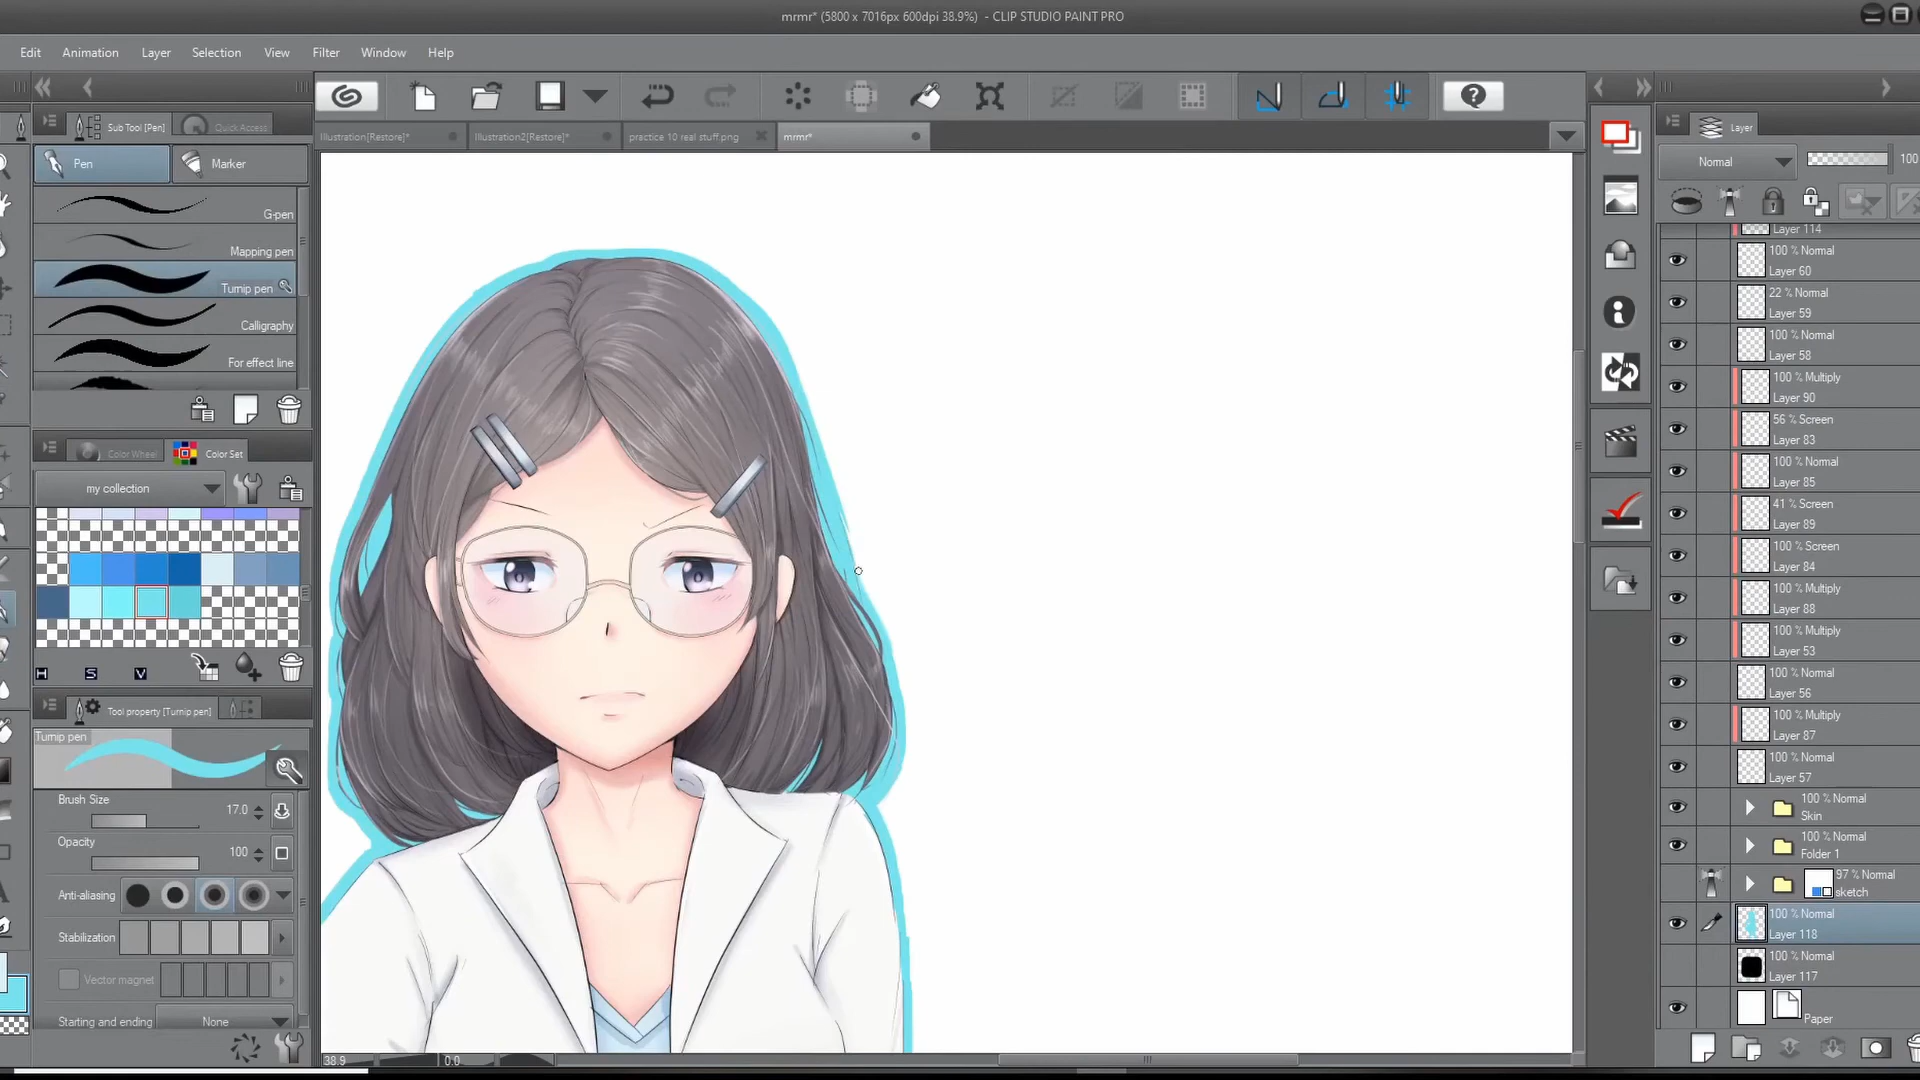 mrmr* (5800 x 7016px 600dpi 38.9%) - CLIP STUDIO PAINT PRO
Edit Animation Layer Selection View Filter Window Help
Sub Tool [Pen] Quick Access
Illustration[Restore]* Illustration2[Restore]* practice 10 real stuff.png mrmr*
Pen Marker
G-pen
Mapping pen
Turnip pen
Calligraphy
For effect line
Color Wheel Color Set
my collection
H S V
Tool property [Turnip pen]
Turnip pen
Brush Size 17.0
Opacity 100
Anti-aliasing
Stabilization
Vector magnet
Starting and ending None
38.9 0.0
Layer
Normal 100
Layer 114
100 % Normal
Layer 60
22 % Normal
Layer 59
100 % Normal
Layer 58
100 % Multiply
Layer 90
56 % Screen
Layer 83
100 % Normal
Layer 85
41 % Screen
Layer 89
100 % Screen
Layer 84
100 % Multiply
Layer 88
100 % Multiply
Layer 53
100 % Normal
Layer 56
100 % Multiply
Layer 87
100 % Normal
Layer 57
100 % Normal
Skin
100 % Normal
Folder 1
97 % Normal
sketch
100 % Normal
Layer 118
100 % Normal
Layer 117
Paper